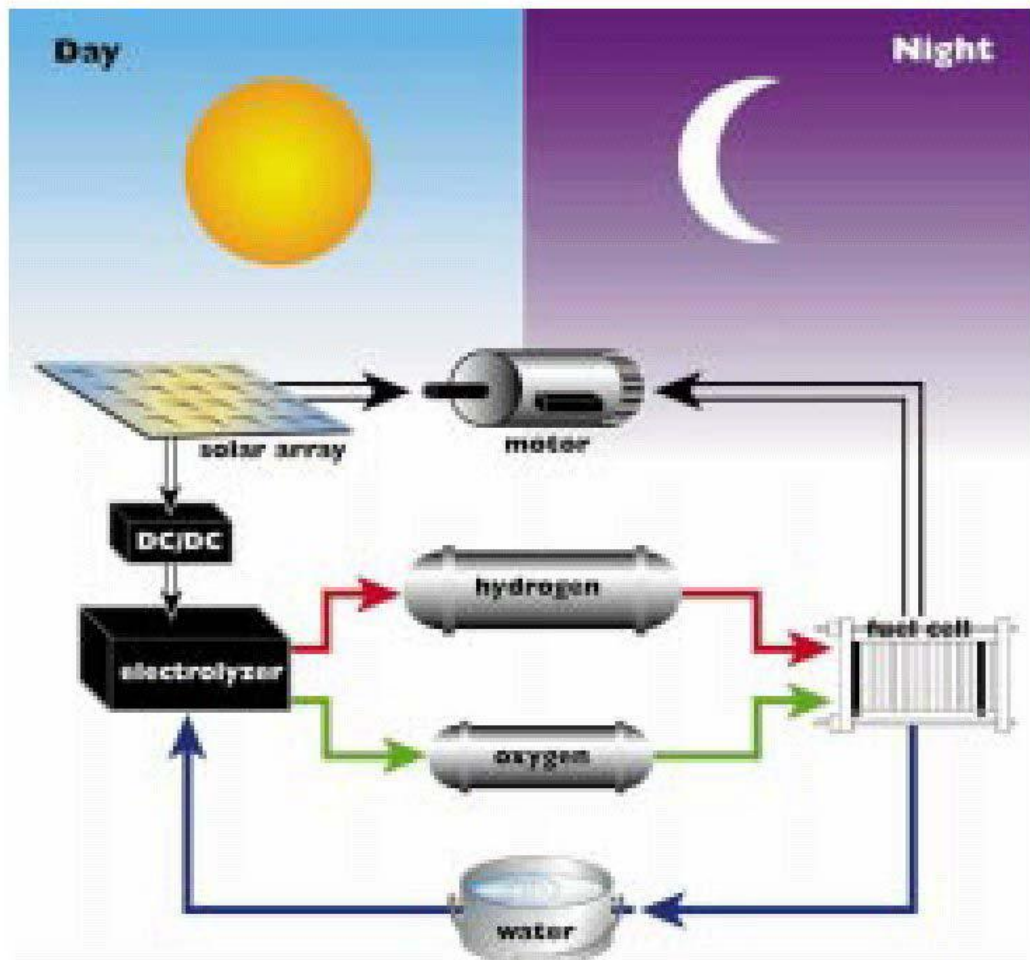 Day
Night
solar array
motor
DC/DC
hydrogen
fuel cell
electrolyzer
oxygen
water